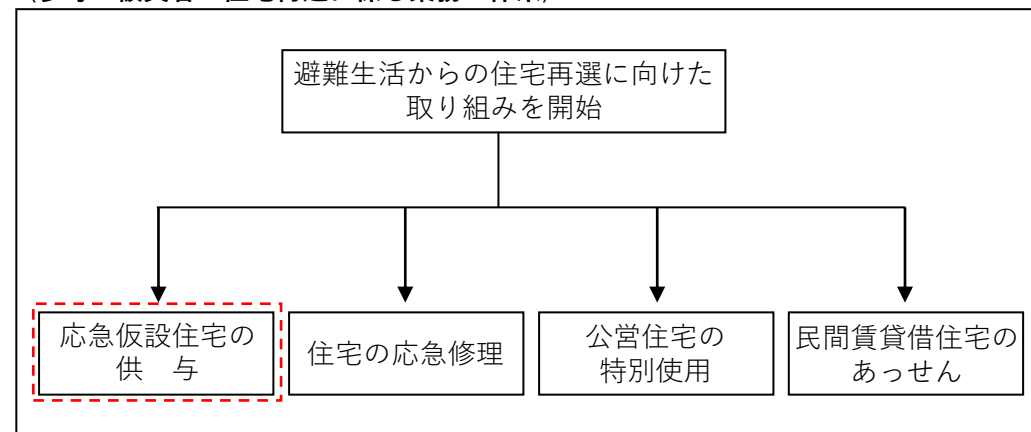 避難生活からの住宅再選に向けた
取り組みを開始
応急仮設住宅の
供　与
住宅の応急修理
公営住宅の
特別使用
民間賃貸借住宅の
あっせん